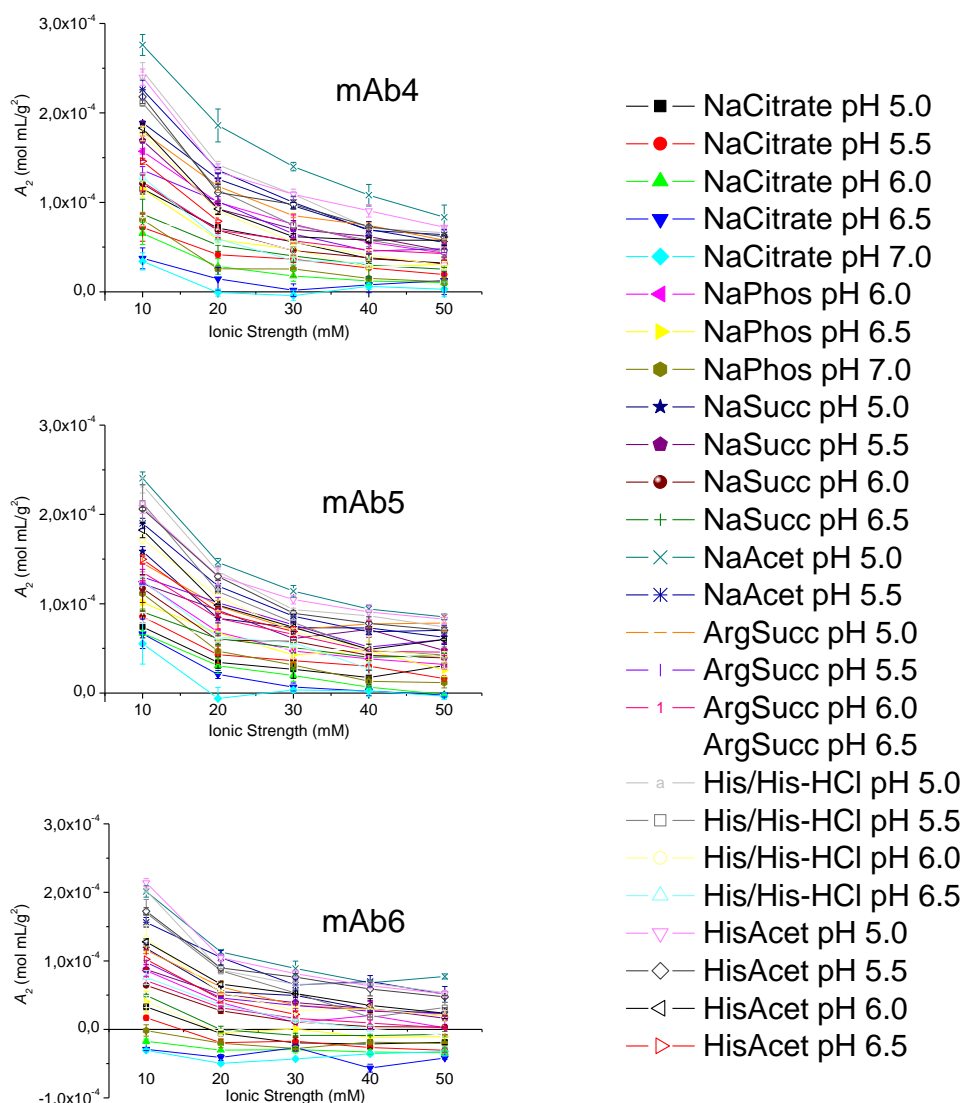 3,0x10⁻⁴
2,0x10⁻⁴
1,0x10⁻⁴
0,0
A₂ (mol mL/g²)
mAb4
10 20 30 40 50
Ionic Strength (mM)
3,0x10⁻⁴
2,0x10⁻⁴
1,0x10⁻⁴
0,0
A₂ (mol mL/g²)
mAb5
10 20 30 40 50
Ionic Strength (mM)
3,0x10⁻⁴
2,0x10⁻⁴
1,0x10⁻⁴
0,0
-1,0x10⁻⁴
A₂ (mol mL/g²)
mAb6
10 20 30 40 50
Ionic Strength (mM)
NaCitrate pH 5.0
NaCitrate pH 5.5
NaCitrate pH 6.0
NaCitrate pH 6.5
NaCitrate pH 7.0
NaPhos pH 6.0
NaPhos pH 6.5
NaPhos pH 7.0
NaSucc pH 5.0
NaSucc pH 5.5
NaSucc pH 6.0
NaSucc pH 6.5
NaAcet pH 5.0
NaAcet pH 5.5
ArgSucc pH 5.0
ArgSucc pH 5.5
1 ArgSucc pH 6.0
ArgSucc pH 6.5
a His/His-HCl pH 5.0
His/His-HCl pH 5.5
His/His-HCl pH 6.0
His/His-HCl pH 6.5
HisAcet pH 5.0
HisAcet pH 5.5
HisAcet pH 6.0
HisAcet pH 6.5